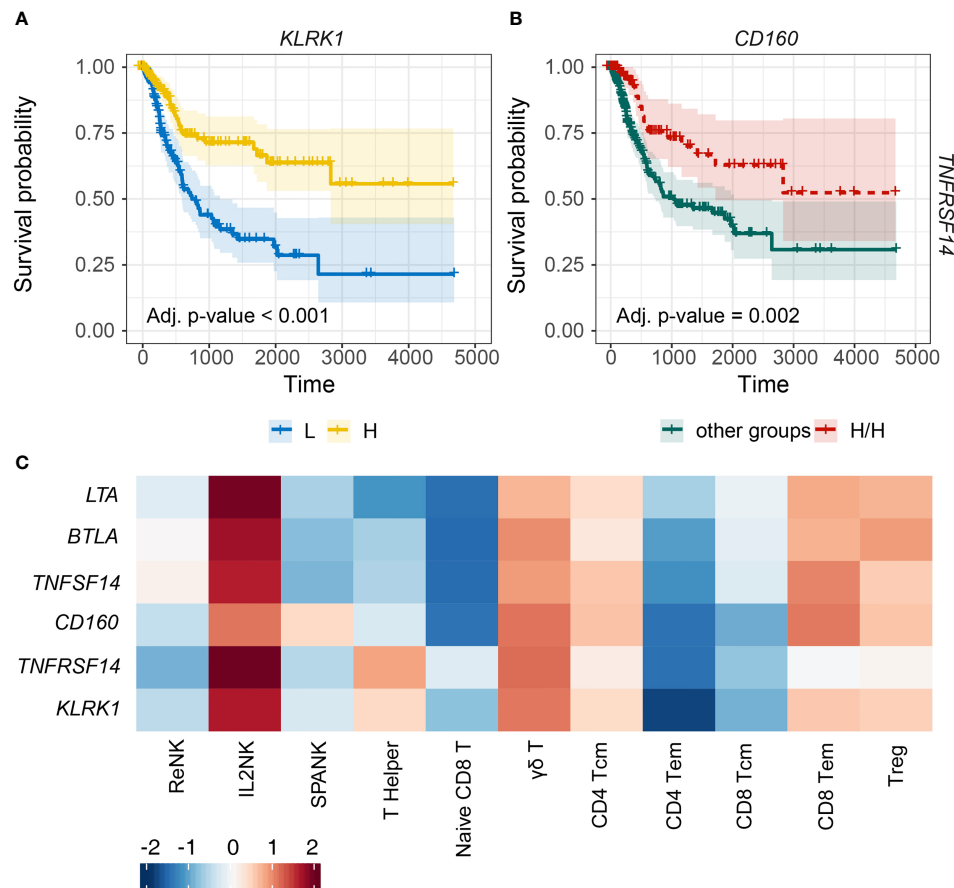 A
B
KLRK1
CD160
Survival probability
1.00
0.75
0.50
0.25
0.00
Adj. p-value < 0.001
0 1000 2000 3000 4000 5000
Time
L H
Survival probability
1.00
0.75
0.50
0.25
0.00
Adj. p-value = 0.002
0 1000 2000 3000 4000 5000
Time
TNFRSF14
other groups H/H
C
LTA
BTLA
TNFSF14
CD160
TNFRSF14
KLRK1
ReNK
IL2NK
SPANK
T Helper
Naive CD8 T
γδ T
CD4 Tcm
CD4 Tem
CD8 Tcm
CD8 Tem
Treg
-2 -1 0 1 2